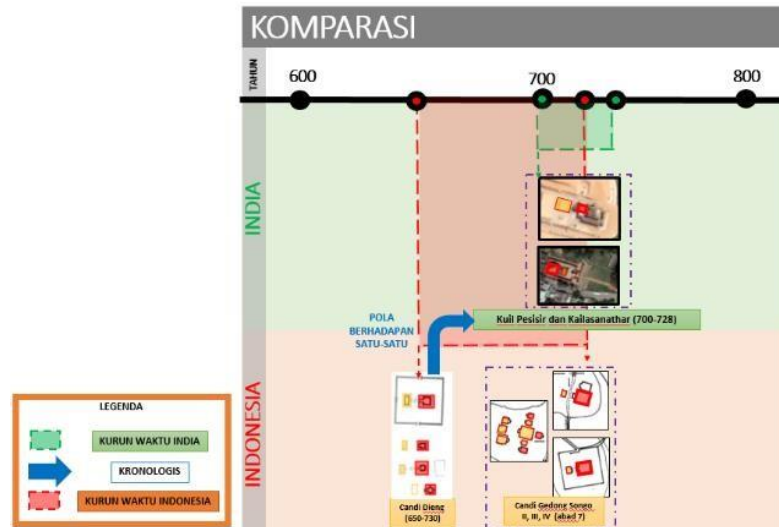 KOMPARASI
TAHUN
600
700
800
INDIA
POLA
BERHADAPAN
SATU-SATU
Kuil Pesisir dan Kailasanathar (700-728)
INDONESIA
LEGENDA
KURUN WAKTU INDIA
KRONOLOGIS
KURUN WAKTU INDONESIA
Candi Dieng
(650-730)
Candi Gedong Songo
II, III, IV (abad 7)